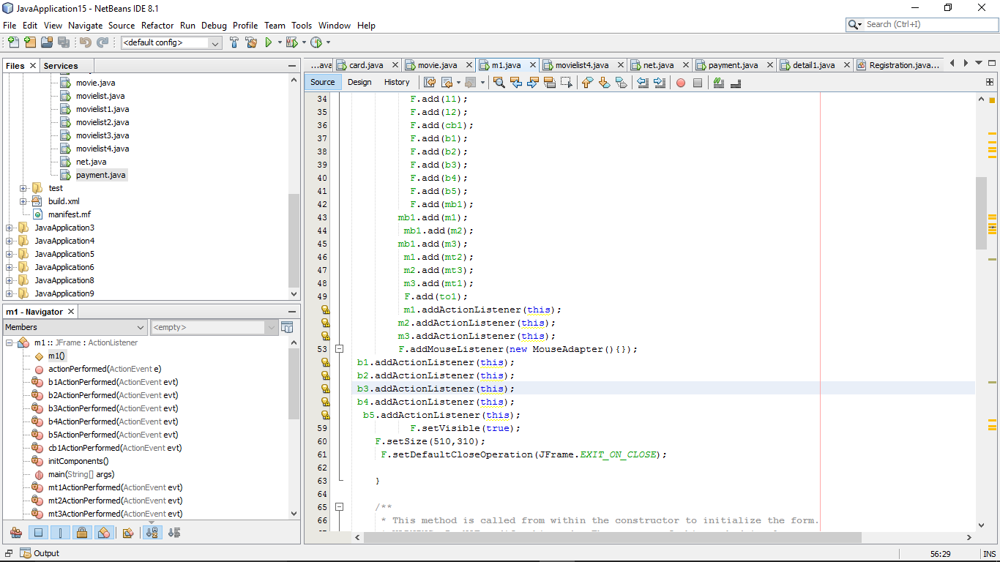 JavaApplication15 - NetBeans IDE 8.1
File Edit View Navigate Source Refactor Run Debug Profile Team Tools Window Help
Search (Ctrl+I)
<default config>
Files Services
...ava card.java movie.java m1.java movielist4.java net.java payment.java detail1.java Registration.java...
Source Design History
movie.java
movielist.java
movielist1.java
movielist2.java
movielist3.java
movielist4.java
net.java
payment.java
test
build.xml
manifest.mf
JavaApplication3
JavaApplication4
JavaApplication5
JavaApplication6
JavaApplication8
JavaApplication9
m1 - Navigator
Members <empty>
m1 :: JFrame : ActionListener
m1()
actionPerformed(ActionEvent e)
b1ActionPerformed(ActionEvent evt)
b2ActionPerformed(ActionEvent evt)
b3ActionPerformed(ActionEvent evt)
b4ActionPerformed(ActionEvent evt)
b5ActionPerformed(ActionEvent evt)
cb1ActionPerformed(ActionEvent evt)
initComponents()
main(String[] args)
mt1ActionPerformed(ActionEvent evt)
mt2ActionPerformed(ActionEvent evt)
mt3ActionPerformed(ActionEvent evt)
34 F.add(l1);
35 F.add(l2);
36 F.add(cb1);
37 F.add(b1);
38 F.add(b2);
39 F.add(b3);
40 F.add(b4);
41 F.add(b5);
42 F.add(mb1);
43 mb1.add(m1);
44 mb1.add(m2);
45 mb1.add(m3);
46 m1.add(mt2);
47 m2.add(mt3);
48 m3.add(mt1);
49 F.add(to1);
m1.addActionListener(this);
m2.addActionListener(this);
m3.addActionListener(this);
53 F.addMouseListener(new MouseAdapter(){});
b1.addActionListener(this);
b2.addActionListener(this);
b3.addActionListener(this);
b4.addActionListener(this);
b5.addActionListener(this);
59 F.setVisible(true);
60 F.setSize(510,310);
61 F.setDefaultCloseOperation(JFrame.EXIT_ON_CLOSE);
62
63 }
64
65 /**
66 * This method is called from within the constructor to initialize the form.
Output
56:29 INS